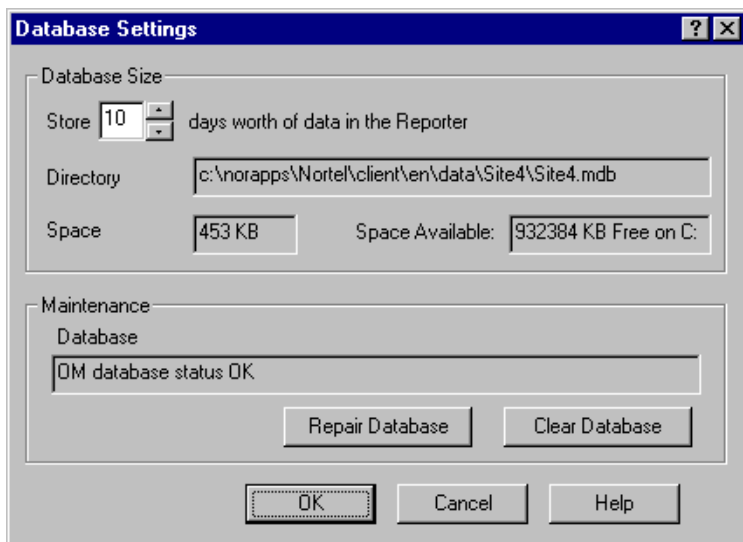 Database Settings
Database Size
Store 10 days worth of data in the Reporter
Directory c:\norapps\Nortel\client\en\data\Site4\Site4.mdb
Space 453 KB Space Available: 932384 KB Free on C:
Maintenance
Database
OM database status OK
Repair Database Clear Database
OK Cancel Help